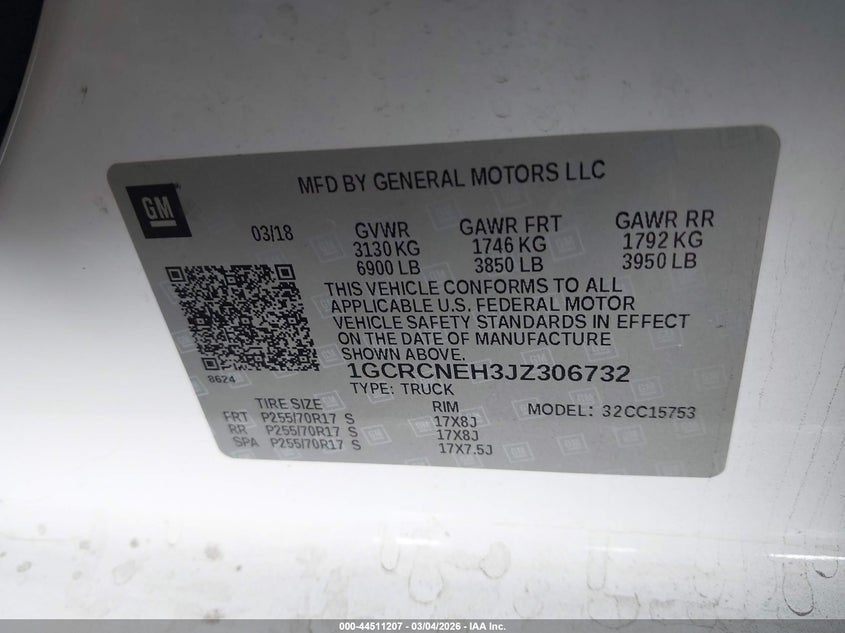 MFD BY GENERAL MOTORS LLC
GM
03/18
GVWR GAWR FRT GAWR RR
3130 KG 1746 KG 1792 KG
6900 LB 3850 LB 3950 LB
THIS VEHICLE CONFORMS TO ALL
APPLICABLE U.S. FEDERAL MOTOR
VEHICLE SAFETY STANDARDS IN EFFECT
ON THE DATE OF MANUFACTURE
SHOWN ABOVE.
1GCRCNEH3JZ306732
8624
TYPE: TRUCK
TIRE SIZE RIM MODEL: 32CC15753
FRT P255/70R17 S 17X8J
RR P255/70R17 S 17X8J
SPA P255/70R17 S 17X7.5J
000-44511207 - 03/04/2026 - IAA Inc.